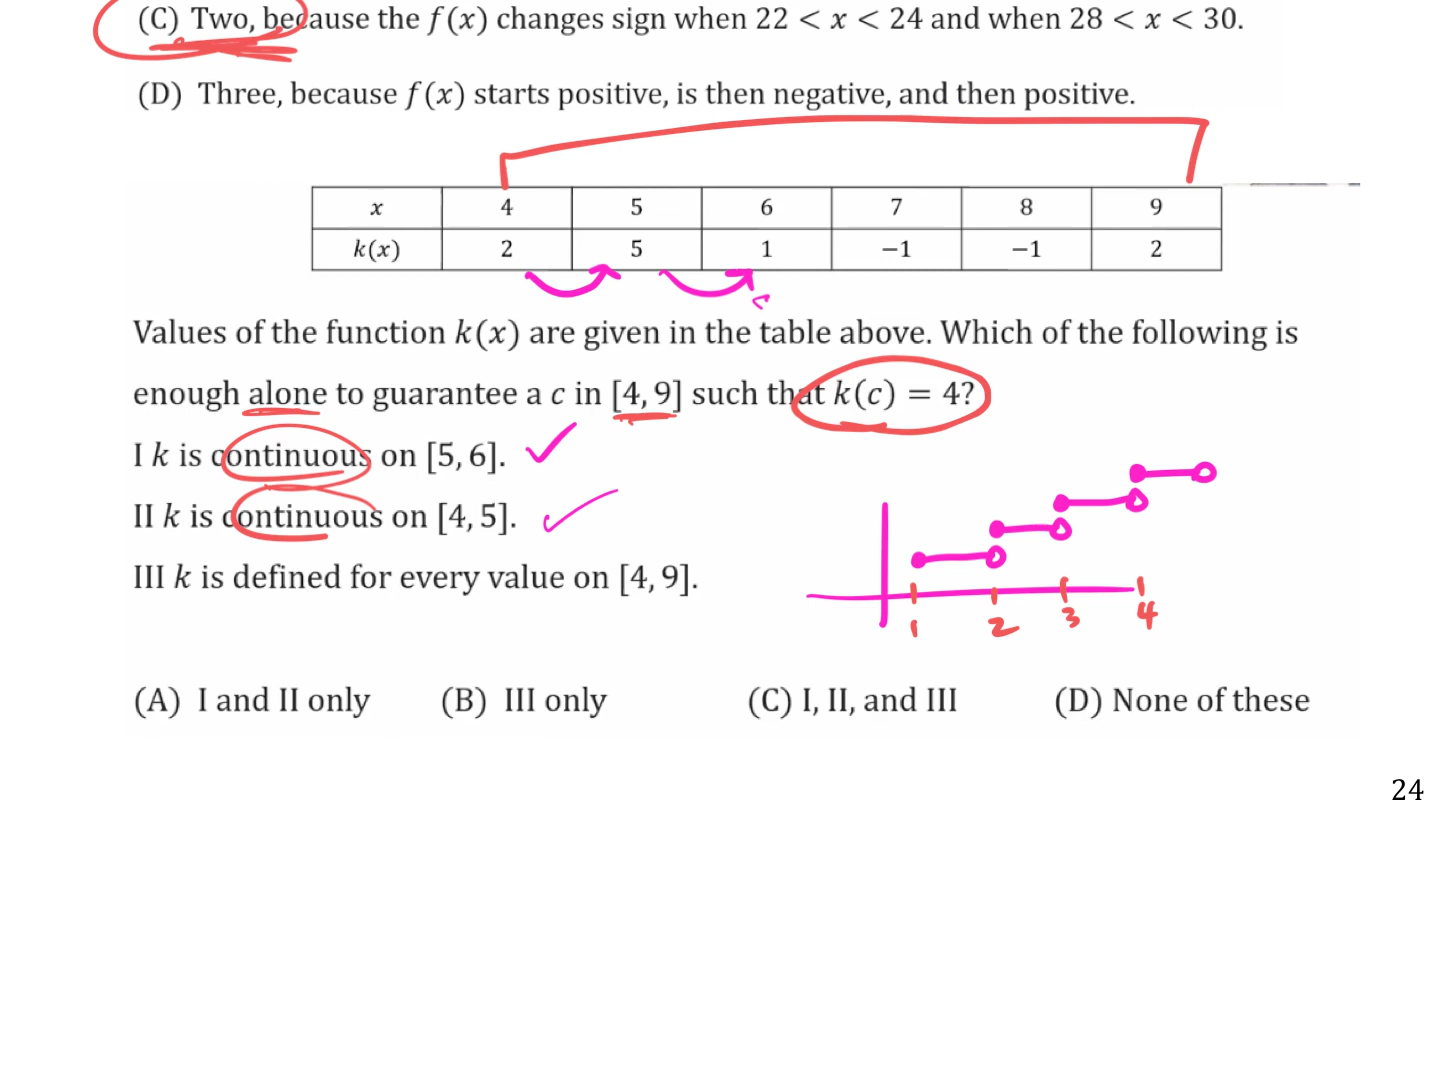 (C) Two, because the f(x) changes sign when 22 < x < 24 and when 28 < x < 30.
(D) Three, because f(x) starts positive, is then negative, and then positive.
x 4 5 6 7 8 9
k(x) 2 5 1 −1 −1 2
Values of the function k(x) are given in the table above. Which of the following is
enough alone to guarantee a c in [4, 9] such that k(c) = 4?
I k is continuous on [5, 6].
II k is continuous on [4, 5].
III k is defined for every value on [4, 9].
1 2 3 4
(A) I and II only (B) III only (C) I, II, and III (D) None of these
24